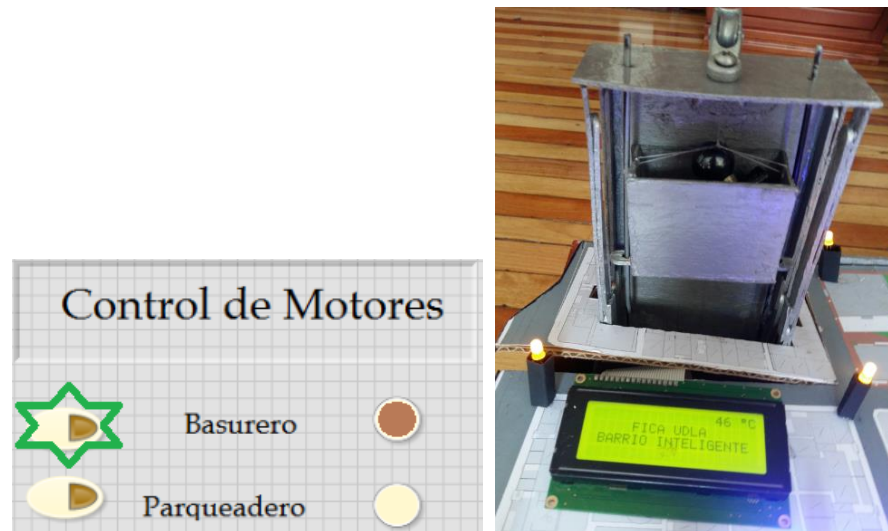 Control de Motores
Basurero
Parqueadero
46 °C
FICA UDLA
BARRIO INTELIGENTE